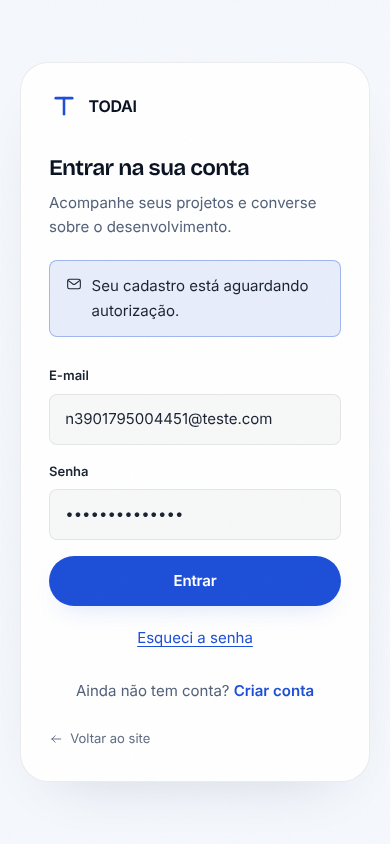 TODAI
Entrar na sua conta
Acompanhe seus projetos e converse
sobre o desenvolvimento.
Seu cadastro está aguardando
autorização.
E-mail
n3901795004451@teste.com
Senha
••••••••••••••
Entrar
Esqueci a senha
Ainda não tem conta? Criar conta
← Voltar ao site